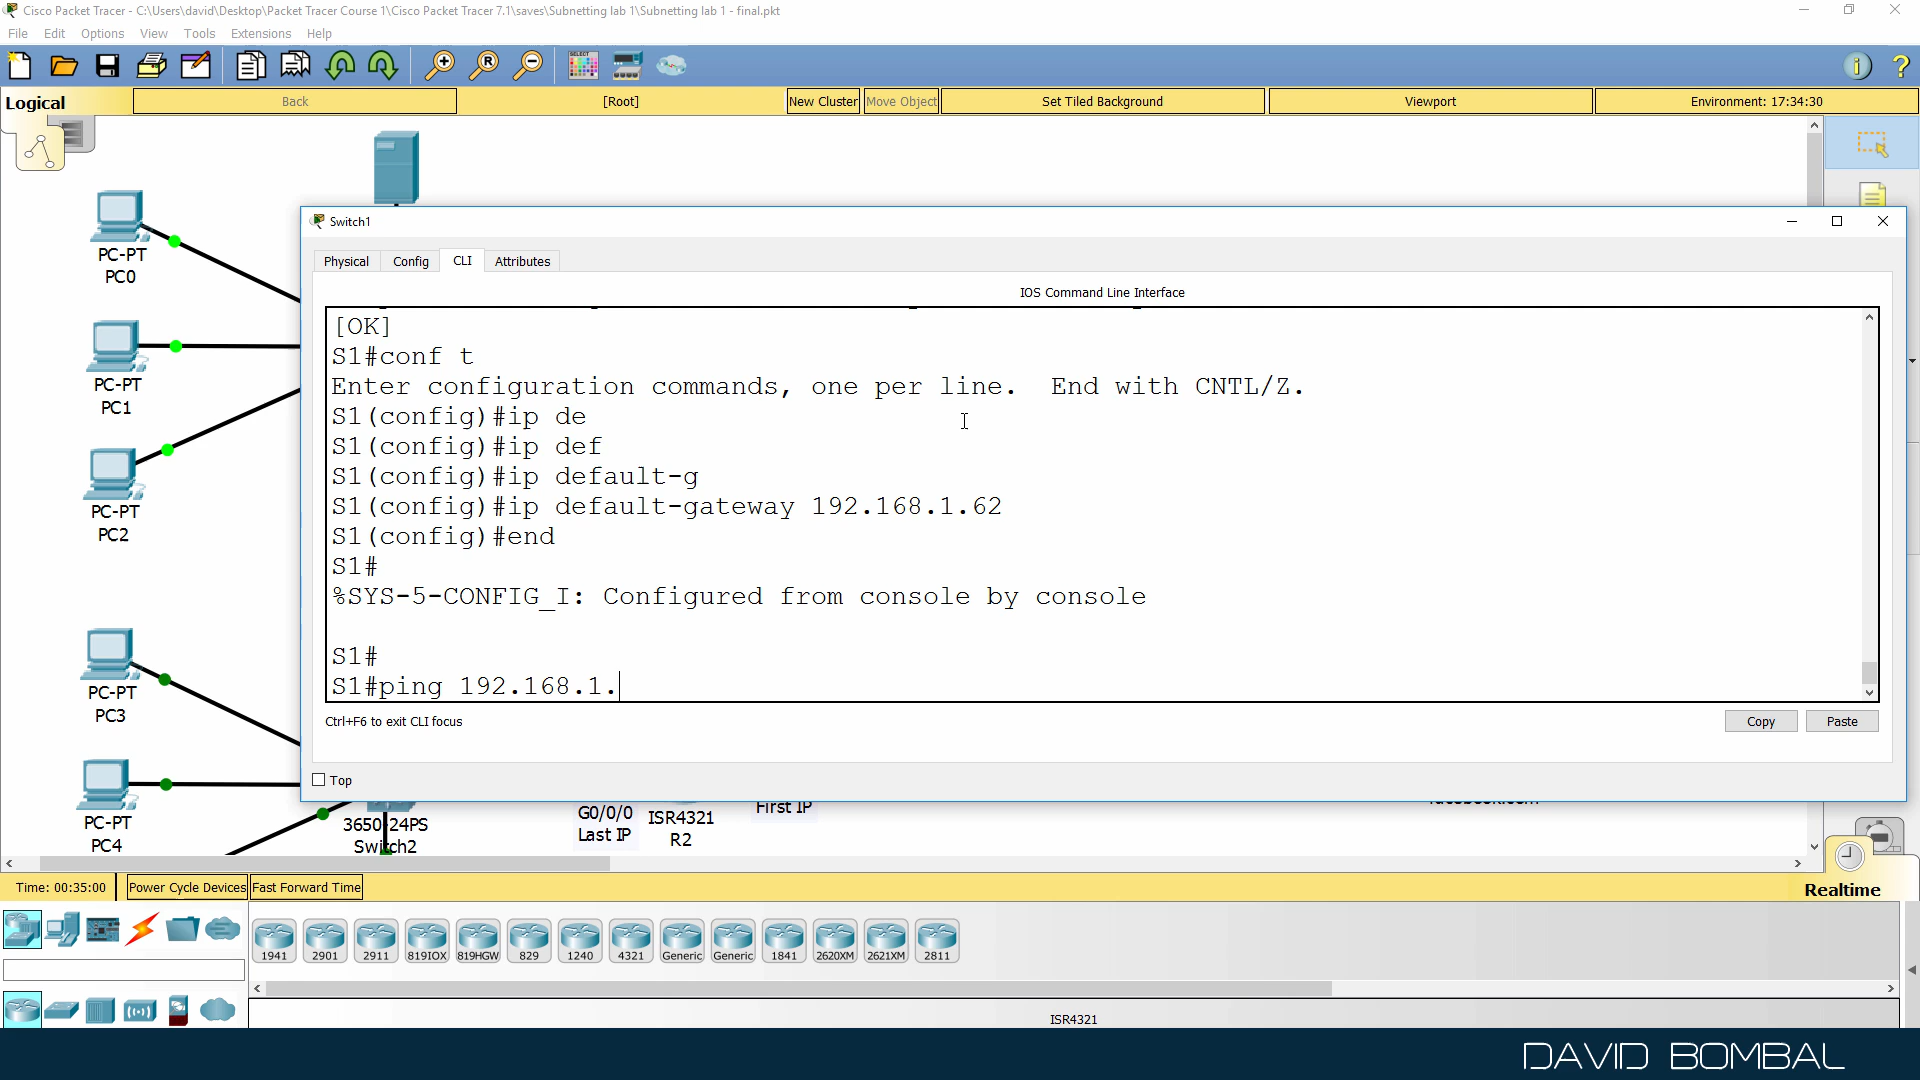 Cisco Packet Tracer - C:\Users\david\Desktop\Packet Tracer Course 1\Cisco Packet Tracer 7.1\saves\Subnetting lab 1\Subnetting lab 1 - final.pkt
File Edit Options View Tools Extensions Help
Logical Back [Root] New Cluster Move Object Set Tiled Background Viewport Environment: 17:34:30
PC-PT
PC0
PC-PT
PC1
PC-PT
PC2
PC-PT
PC3
PC-PT
PC4
Switch1
Physical Config CLI Attributes
IOS Command Line Interface
[OK]
S1#conf t
Enter configuration commands, one per line.  End with CNTL/Z.
S1(config)#ip de
S1(config)#ip def
S1(config)#ip default-g
S1(config)#ip default-gateway 192.168.1.62
S1(config)#end
S1#
%SYS-5-CONFIG_I: Configured from console by console
S1#
S1#ping 192.168.1.
Ctrl+F6 to exit CLI focus
Copy Paste
Top
3650-24PS
Switch2
G0/0/0
Last IP
ISR4321
R2
First IP
Time: 00:35:00 Power Cycle Devices Fast Forward Time Realtime
1941 2901 2911 819IOX 819HGW 829 1240 4321 Generic Generic 1841 2620XM 2621XM 2811
ISR4321
DAVID BOMBAL